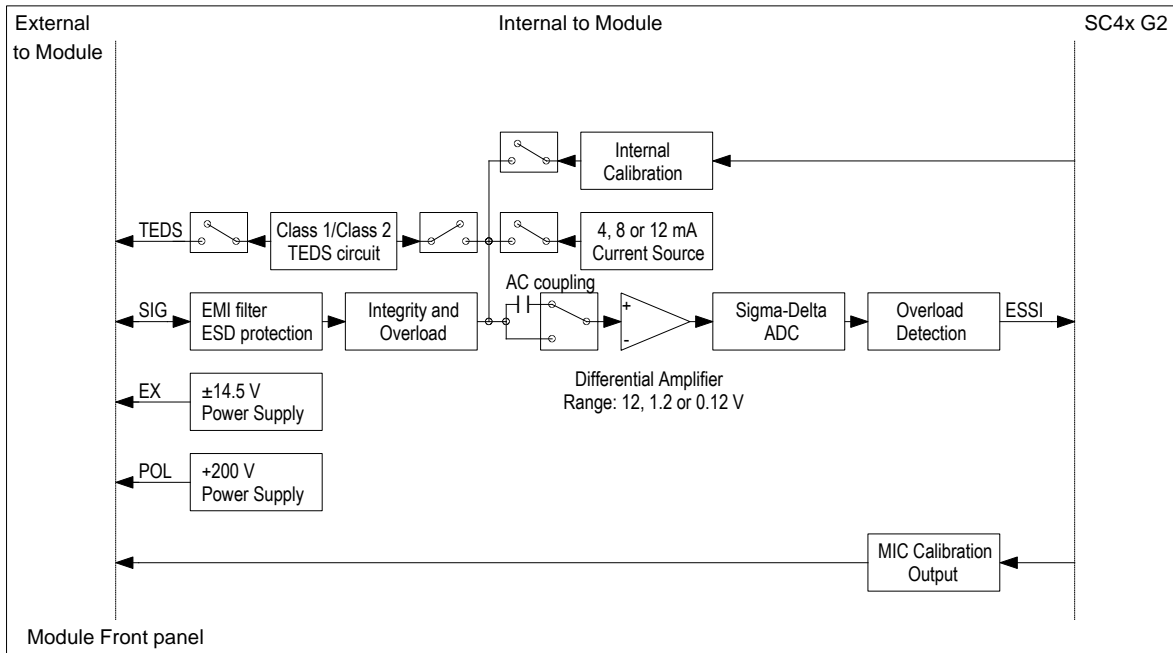 External
to Module
Internal to Module
SC4x G2
Internal
Calibration
TEDS
Class 1/Class 2
TEDS circuit
4, 8 or 12 mA
Current Source
AC coupling
SIG
EMI filter
ESD protection
Integrity and
Overload
+
-
Sigma-Delta
ADC
Overload
Detection
ESSI
Differential Amplifier
Range: 12, 1.2 or 0.12 V
EX
±14.5 V
Power Supply
POL
+200 V
Power Supply
MIC Calibration
Output
Module Front panel